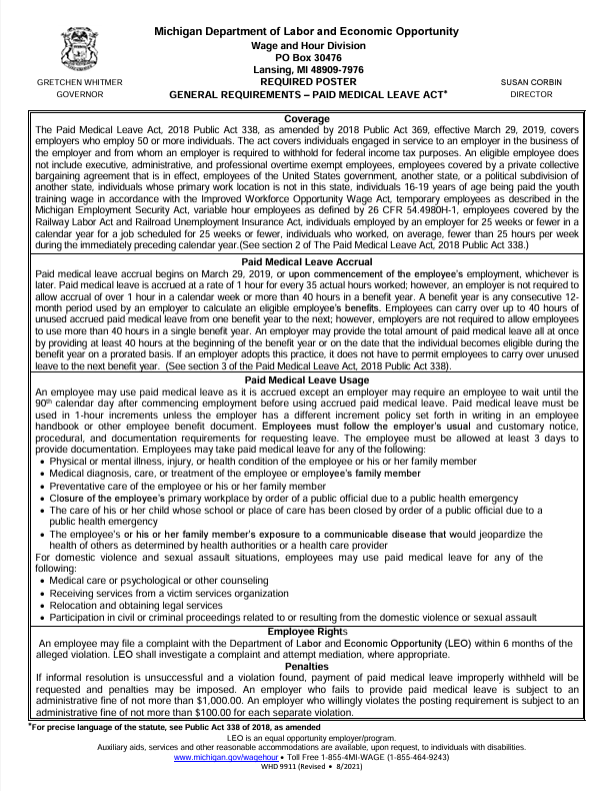 Michigan Department of Labor and Economic Opportunity
Wage and Hour Division
PO Box 30476
Lansing, MI 48909-7976
GRETCHEN WHITMER REQUIRED POSTER SUSAN CORBIN
GOVERNOR GENERAL REQUIREMENTS – PAID MEDICAL LEAVE ACT* DIRECTOR
Coverage
The Paid Medical Leave Act, 2018 Public Act 338, as amended by 2018 Public Act 369, effective March 29, 2019, covers
employers who employ 50 or more individuals. The act covers individuals engaged in service to an employer in the business of
the employer and from whom an employer is required to withhold for federal income tax purposes. An eligible employee does
not include executive, administrative, and professional overtime exempt employees, employees covered by a private collective
bargaining agreement that is in effect, employees of the United States government, another state, or a political subdivision of
another state, individuals whose primary work location is not in this state, individuals 16-19 years of age being paid the youth
training wage in accordance with the Improved Workforce Opportunity Wage Act, temporary employees as described in the
Michigan Employment Security Act, variable hour employees as defined by 26 CFR 54.4980H-1, employees covered by the
Railway Labor Act and Railroad Unemployment Insurance Act, individuals employed by an employer for 25 weeks or fewer in a
calendar year for a job scheduled for 25 weeks or fewer, individuals who worked, on average, fewer than 25 hours per week
during the immediately preceding calendar year.(See section 2 of The Paid Medical Leave Act, 2018 Public Act 338.)
Paid Medical Leave Accrual
Paid medical leave accrual begins on March 29, 2019, or upon commencement of the employee's employment, whichever is
later. Paid medical leave is accrued at a rate of 1 hour for every 35 actual hours worked; however, an employer is not required to
allow accrual of over 1 hour in a calendar week or more than 40 hours in a benefit year. A benefit year is any consecutive 12-
month period used by an employer to calculate an eligible employee's benefits. Employees can carry over up to 40 hours of
unused accrued paid medical leave from one benefit year to the next; however, employers are not required to allow employees
to use more than 40 hours in a single benefit year. An employer may provide the total amount of paid medical leave all at once
by providing at least 40 hours at the beginning of the benefit year or on the date that the individual becomes eligible during the
benefit year on a prorated basis. If an employer adopts this practice, it does not have to permit employees to carry over unused
leave to the next benefit year. (See section 3 of the Paid Medical Leave Act, 2018 Public Act 338).
Paid Medical Leave Usage
An employee may use paid medical leave as it is accrued except an employer may require an employee to wait until the
90th calendar day after commencing employment before using accrued paid medical leave. Paid medical leave must be
used in 1-hour increments unless the employer has a different increment policy set forth in writing in an employee
handbook or other employee benefit document. Employees must follow the employer's usual and customary notice,
procedural, and documentation requirements for requesting leave. The employee must be allowed at least 3 days to
provide documentation. Employees may take paid medical leave for any of the following:
• Physical or mental illness, injury, or health condition of the employee or his or her family member
• Medical diagnosis, care, or treatment of the employee or employee's family member
• Preventative care of the employee or his or her family member
• Closure of the employee's primary workplace by order of a public official due to a public health emergency
• The care of his or her child whose school or place of care has been closed by order of a public official due to a
public health emergency
• The employee's or his or her family member's exposure to a communicable disease that would jeopardize the
health of others as determined by health authorities or a health care provider
For domestic violence and sexual assault situations, employees may use paid medical leave for any of the
following:
• Medical care or psychological or other counseling
• Receiving services from a victim services organization
• Relocation and obtaining legal services
• Participation in civil or criminal proceedings related to or resulting from the domestic violence or sexual assault
Employee Rights
An employee may file a complaint with the Department of Labor and Economic Opportunity (LEO) within 6 months of the
alleged violation. LEO shall investigate a complaint and attempt mediation, where appropriate.
Penalties
If informal resolution is unsuccessful and a violation found, payment of paid medical leave improperly withheld will be
requested and penalties may be imposed. An employer who fails to provide paid medical leave is subject to an
administrative fine of not more than $1,000.00. An employer who willingly violates the posting requirement is subject to an
administrative fine of not more than $100.00 for each separate violation.
*For precise language of the statute, see Public Act 338 of 2018, as amended
LEO is an equal opportunity employer/program.
Auxiliary aids, services and other reasonable accommodations are available, upon request, to individuals with disabilities.
www.michigan.gov/wagehour • Toll Free 1-855-4MI-WAGE (1-855-464-9243)
WHD 9911 (Revised • 8/2021)